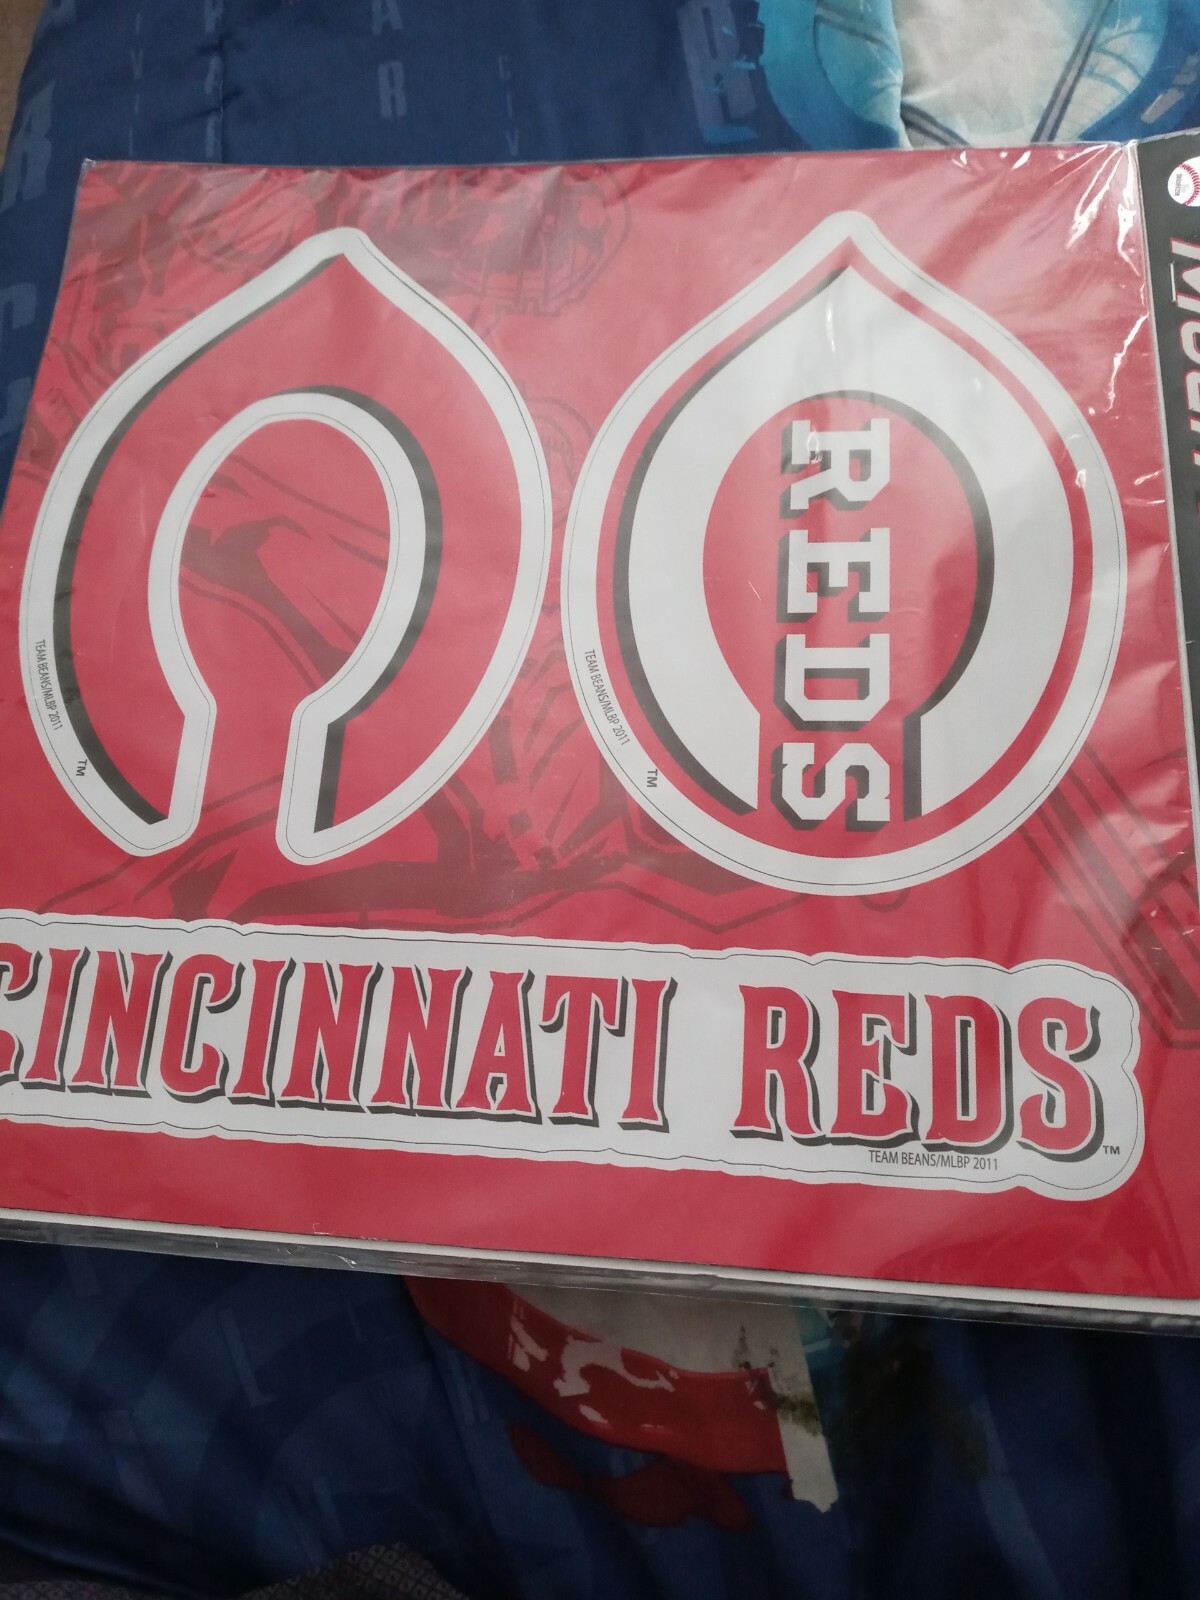 REDS
TEAM BEANS/MLBP 2011
TM
TEAM BEANS/MLBP 2011
TM
CINCINNATI REDS
TM
TEAM BEANS/MLBP 2011